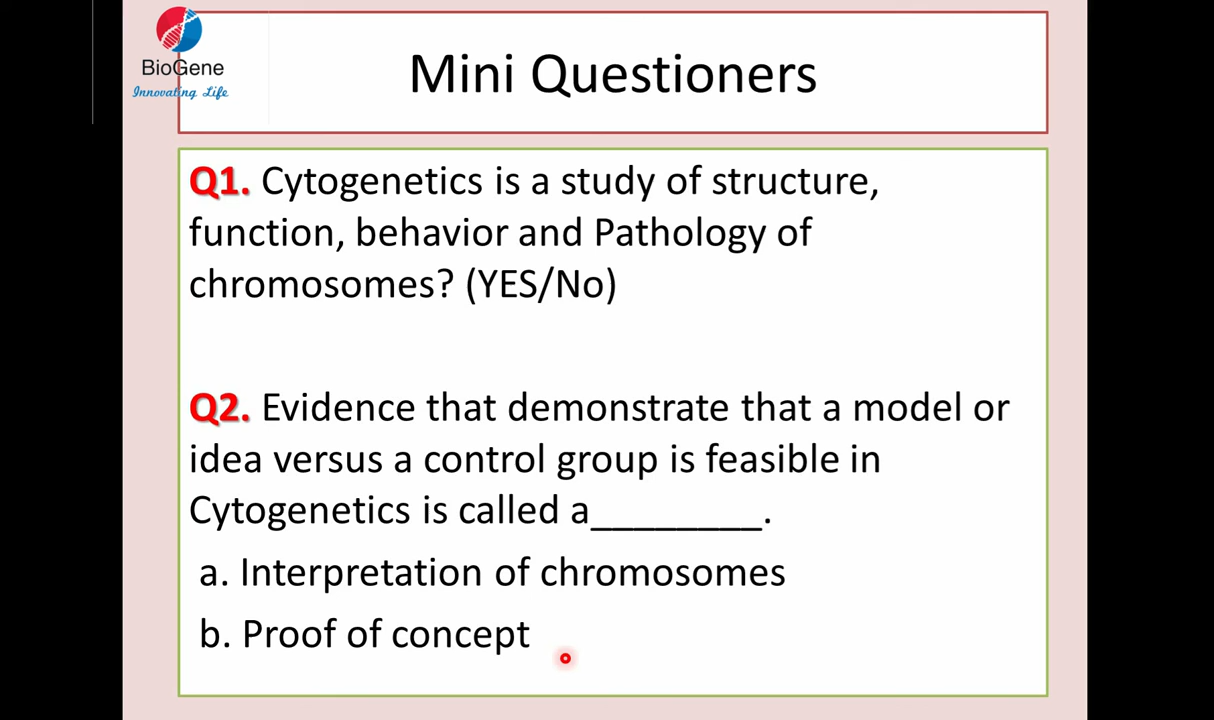 BioGene
Innovating Life
Mini Questioners
Q1. Cytogenetics is a study of structure,
function, behavior and Pathology of
chromosomes? (YES/No)
Q2. Evidence that demonstrate that a model or
idea versus a control group is feasible in
Cytogenetics is called a________.
a. Interpretation of chromosomes
b. Proof of concept